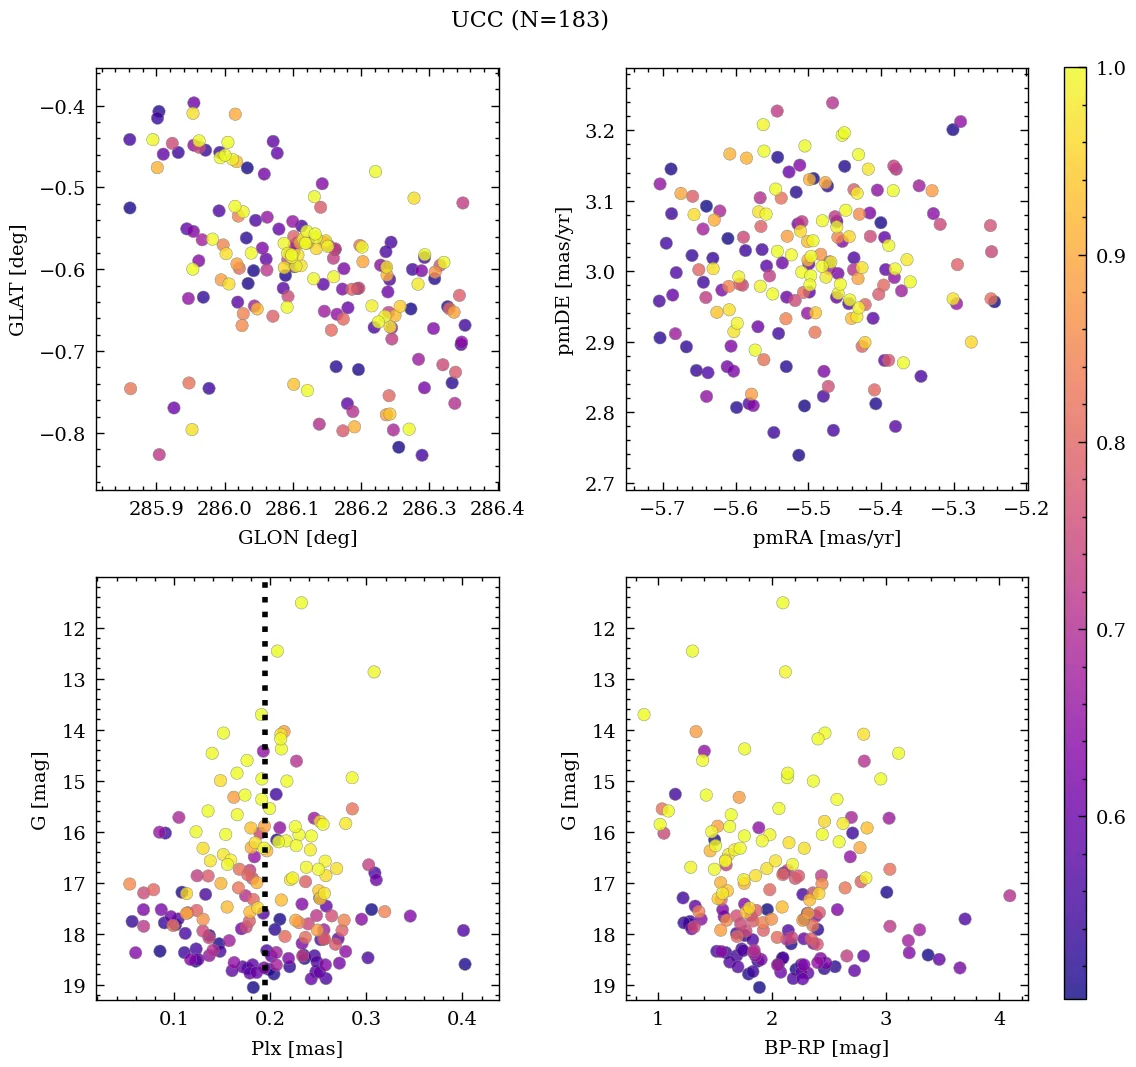 UCC (N=183)
−0.4
−0.5
−0.6
−0.7
−0.8
GLAT [deg]
285.9 286.0 286.1 286.2 286.3 286.4
GLON [deg]
3.2
3.1
3.0
2.9
2.8
2.7
pmDE [mas/yr]
−5.7 −5.6 −5.5 −5.4 −5.3 −5.2
pmRA [mas/yr]
12
13
14
15
16
17
18
19
G [mag]
0.1 0.2 0.3 0.4
Plx [mas]
12
13
14
15
16
17
18
19
G [mag]
1 2 3 4
BP-RP [mag]
1.0
0.9
0.8
0.7
0.6